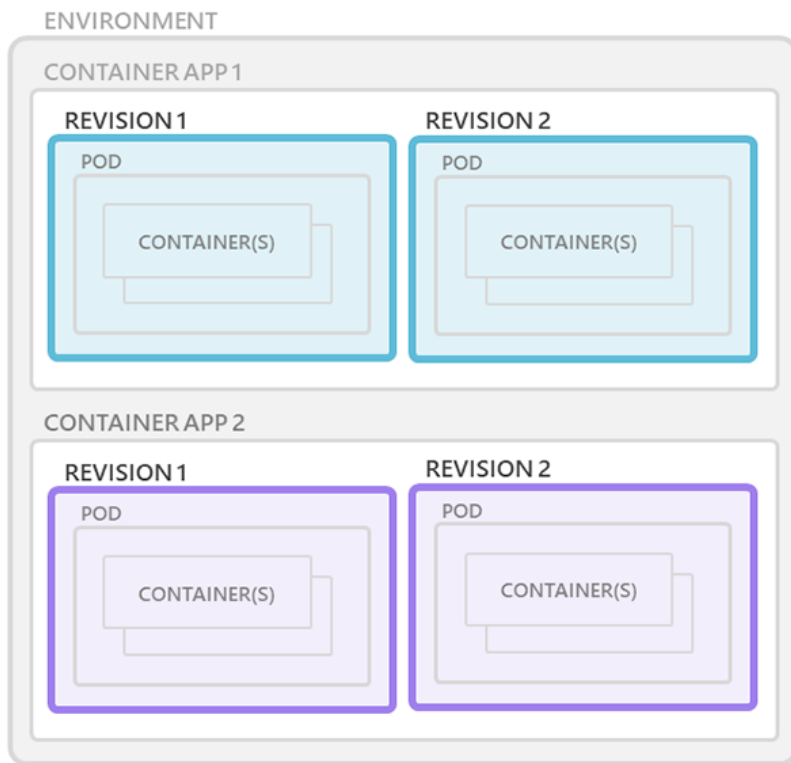 ENVIRONMENT
CONTAINER APP 1
REVISION 1
REVISION 2
POD
POD
CONTAINER(S)
CONTAINER(S)
CONTAINER APP 2
REVISION 1
REVISION 2
POD
POD
CONTAINER(S)
CONTAINER(S)